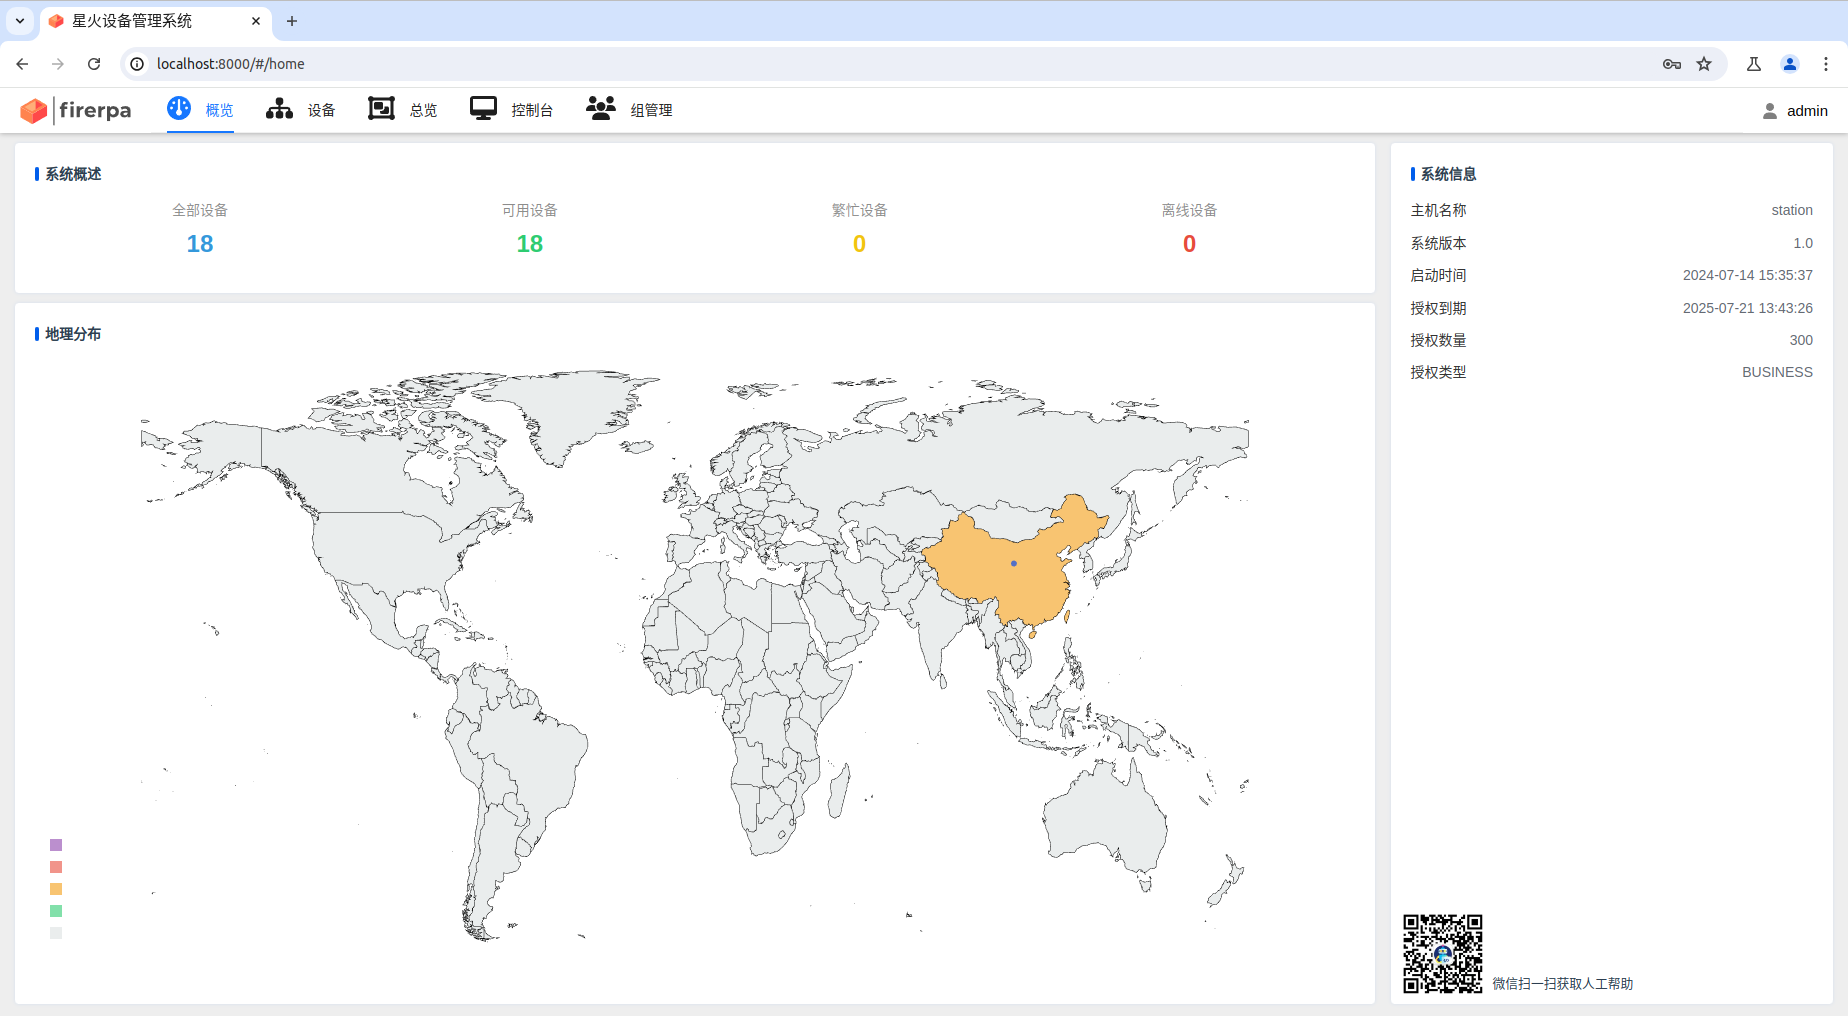 星火设备管理系统
localhost:8000/#/home
firerpa
概览
设备
总览
控制台
组管理
admin
系统概述
全部设备
18
可用设备
18
繁忙设备
0
离线设备
0
地理分布
系统信息
主机名称 station
系统版本 1.0
启动时间 2024-07-14 15:35:37
授权到期 2025-07-21 13:43:26
授权数量 300
授权类型 BUSINESS
微信扫一扫获取人工帮助